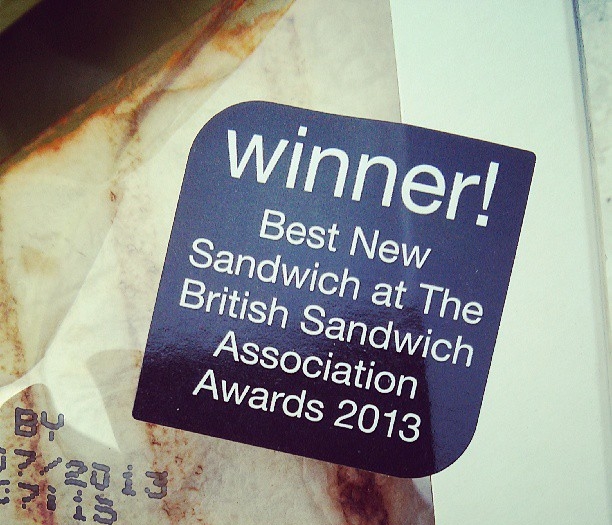 winner!
Best New
Sandwich at The
British Sandwich
Association
Awards 2013